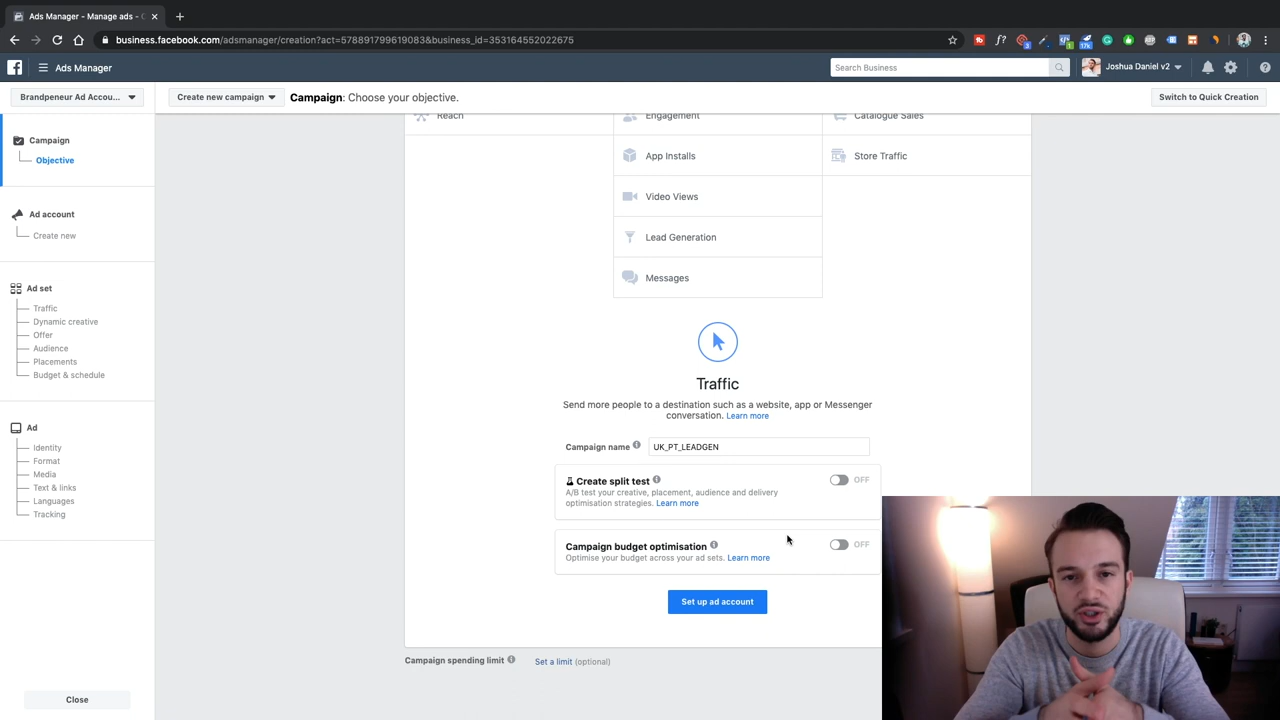 Ads Manager - Manage ads - C
business.facebook.com/adsmanager/creation?act=578891799619083&business_id=353164552022675
3
1
17k
Ads Manager
Search Business
Joshua Daniel v2
Brandpeneur Ad Accou...
Create new campaign
Campaign: Choose your objective.
Switch to Quick Creation
Campaign
Objective
Ad account
Create new
Ad set
Traffic
Dynamic creative
Offer
Audience
Placements
Budget & schedule
Ad
Identity
Format
Media
Text & links
Languages
Tracking
Close
Reach
Engagement
Catalogue Sales
App Installs
Store Traffic
Video Views
Lead Generation
Messages
Traffic
Send more people to a destination such as a website, app or Messenger
conversation. Learn more
Campaign name
UK_PT_LEADGEN
Create split test
OFF
A/B test your creative, placement, audience and delivery
optimisation strategies. Learn more
Campaign budget optimisation
OFF
Optimise your budget across your ad sets. Learn more
Set up ad account
Campaign spending limit
Set a limit (optional)